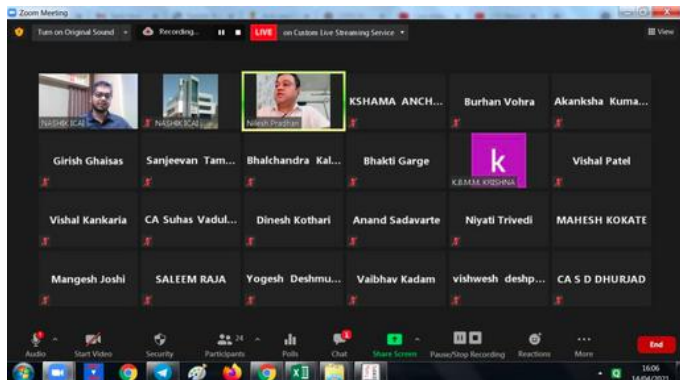 Zoom Meeting
Turn on Original Sound
Recording...
LIVE
on Custom Live Streaming Service
View
NASHIK ICAI
NASHIK ICAI
Nilesh Pradhan
KSHAMA ANCH...
Burhan Vohra
Akanksha Kuma...
Girish Ghaisas
Sanjeevan Tam...
Bhalchandra Kal...
Bhakti Garge
k
K.B.M.M. KRISHNA
Vishal Patel
Vishal Kankaria
CA Suhas Vadul...
Dinesh Kothari
Anand Sadavarte
Niyati Trivedi
MAHESH KOKATE
Mangesh Joshi
SALEEM RAJA
Yogesh Deshmu...
Vaibhav Kadam
vishwesh deshp...
CA S D DHURJAD
Audio
Start Video
Security
24
Participants
Polls
1
Chat
Share Screen
Pause/Stop Recording
Reactions
More
End
16:06
14/04/2021